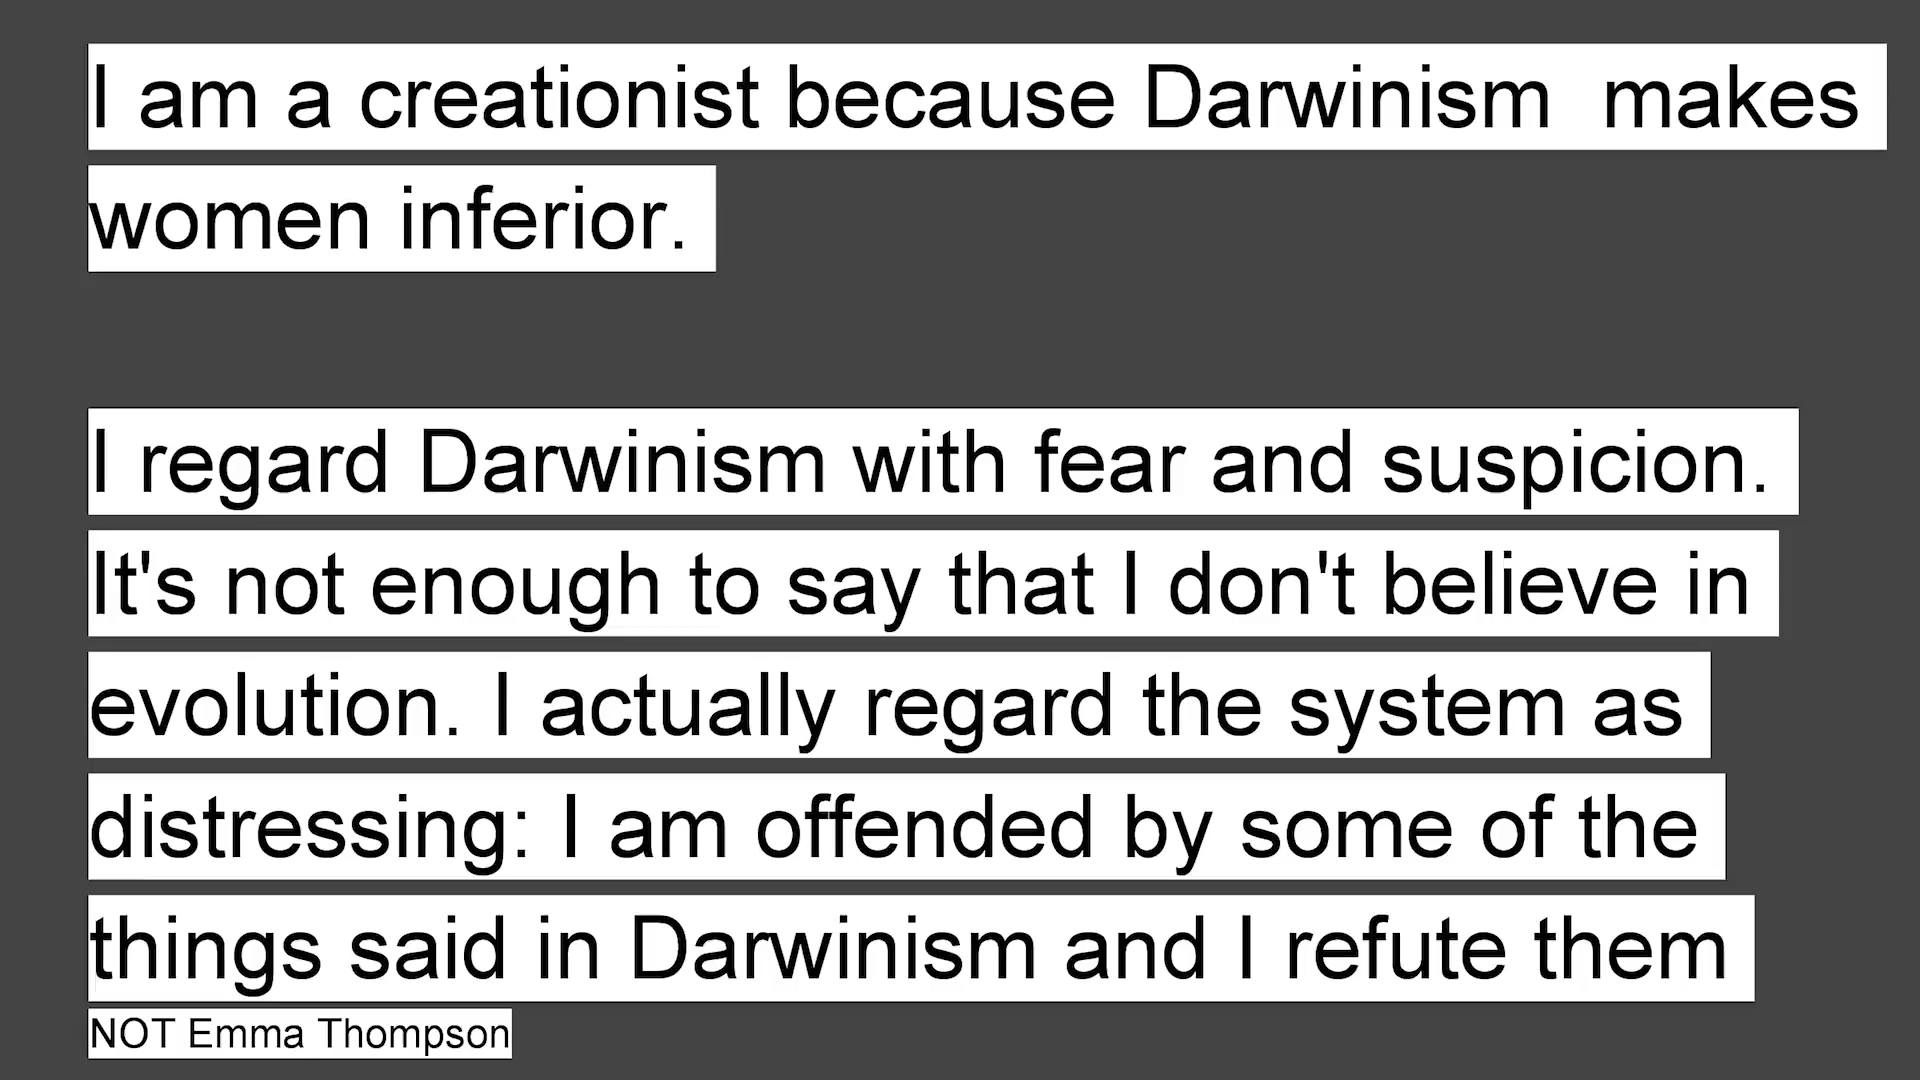 I am a creationist because Darwinism  makes
women inferior.
I regard Darwinism with fear and suspicion.
It's not enough to say that I don't believe in
evolution. I actually regard the system as
distressing: I am offended by some of the
things said in Darwinism and I refute them
NOT Emma Thompson